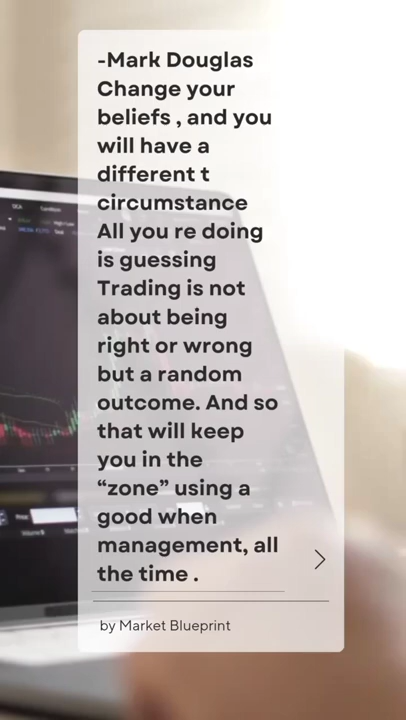 -Mark Douglas
Change your
beliefs , and you
will have a
different t
circumstance
All you re doing
is guessing
Trading is not
about being
right or wrong
but a random
outcome. And so
that will keep
you in the
“zone” using a
good when
management, all
the time .
by Market Blueprint